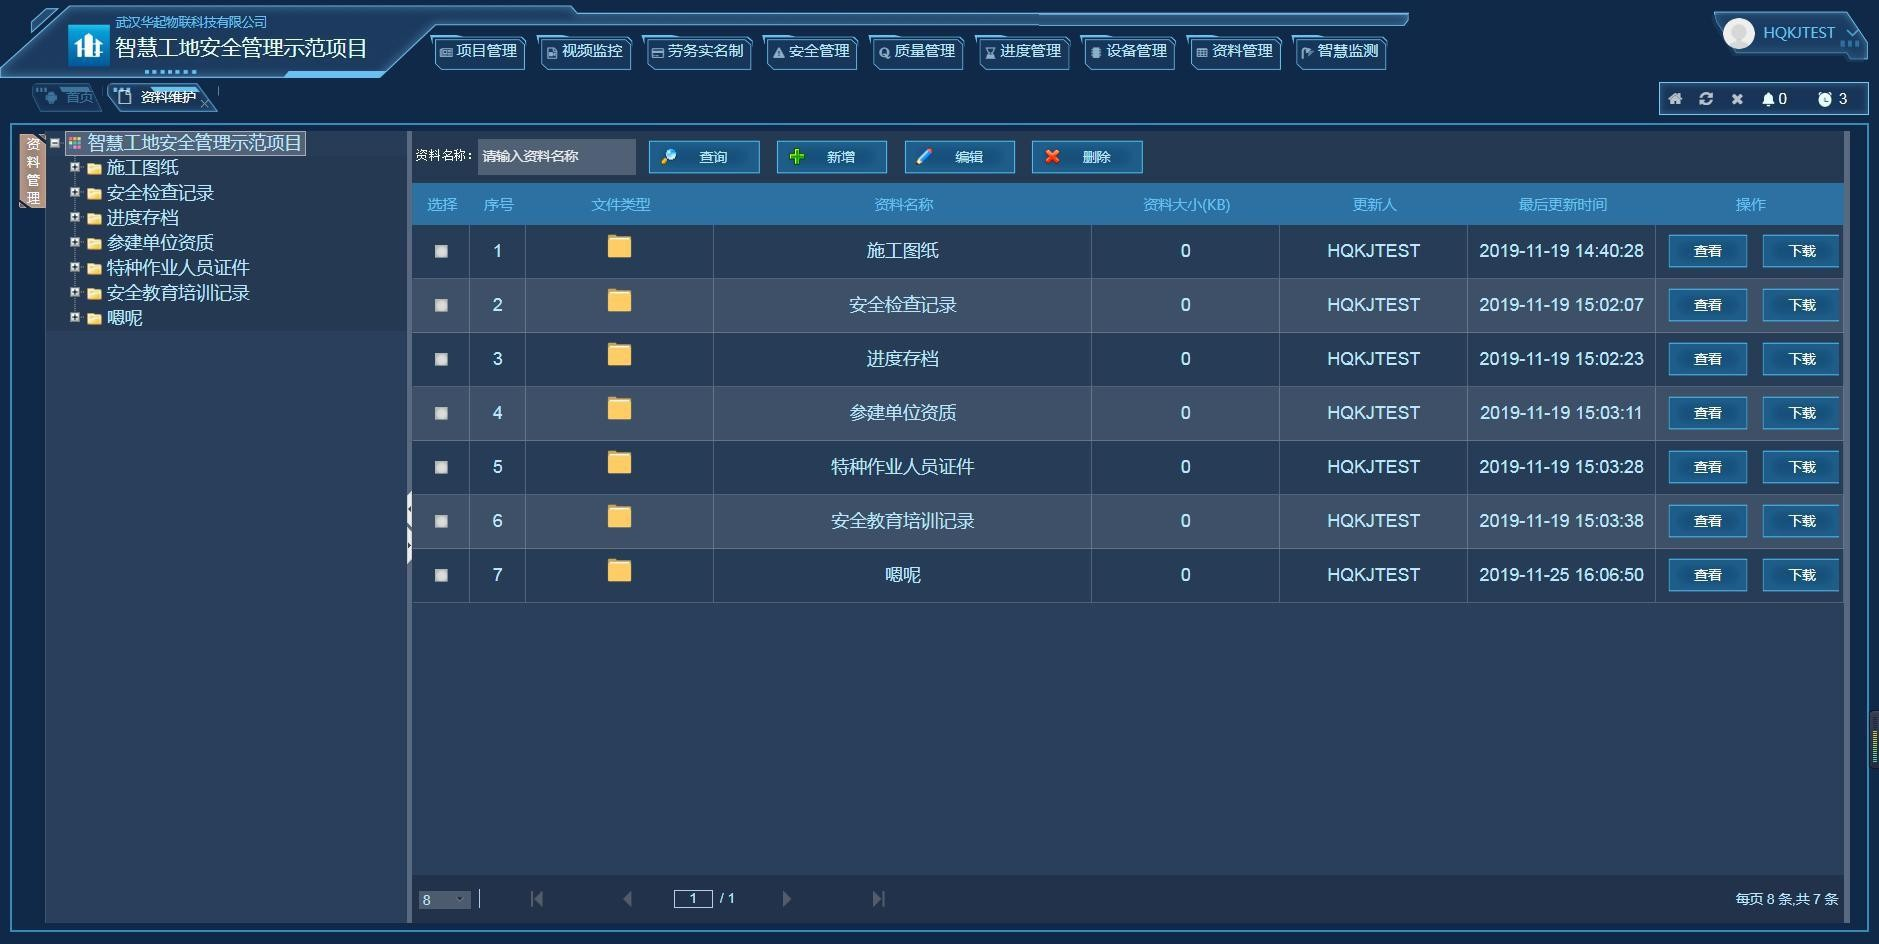 武汉华起物联科技有限公司
智慧工地安全管理示范项目
项目管理 视频监控 劳务实名制 安全管理 质量管理 进度管理 设备管理 资料管理 智慧监测
HQKJTEST
首页 资料维护
0 3
资料管理
智慧工地安全管理示范项目
施工图纸
安全检查记录
进度存档
参建单位资质
特种作业人员证件
安全教育培训记录
嗯呢
资料名称: 请输入资料名称 查询 新增 编辑 删除
选择 序号 文件类型 资料名称 资料大小(KB) 更新人 最后更新时间 操作
1 施工图纸 0 HQKJTEST 2019-11-19 14:40:28 查看 下载
2 安全检查记录 0 HQKJTEST 2019-11-19 15:02:07 查看 下载
3 进度存档 0 HQKJTEST 2019-11-19 15:02:23 查看 下载
4 参建单位资质 0 HQKJTEST 2019-11-19 15:03:11 查看 下载
5 特种作业人员证件 0 HQKJTEST 2019-11-19 15:03:28 查看 下载
6 安全教育培训记录 0 HQKJTEST 2019-11-19 15:03:38 查看 下载
7 嗯呢 0 HQKJTEST 2019-11-25 16:06:50 查看 下载
8 1 / 1 每页 8 条,共 7 条